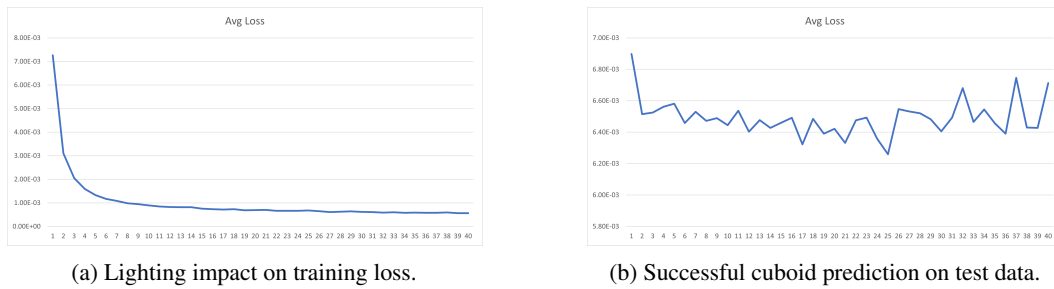 Avg Loss
8.00E-03
7.00E-03
6.00E-03
5.00E-03
4.00E-03
3.00E-03
2.00E-03
1.00E-03
0.00E+00
1 2 3 4 5 6 7 8 9 10 11 12 13 14 15 16 17 18 19 20 21 22 23 24 25 26 27 28 29 30 31 32 33 34 35 36 37 38 39 40
(a) Lighting impact on training loss.
Avg Loss
7.00E-03
6.80E-03
6.60E-03
6.40E-03
6.20E-03
6.00E-03
5.80E-03
1 2 3 4 5 6 7 8 9 10 11 12 13 14 15 16 17 18 19 20 21 22 23 24 25 26 27 28 29 30 31 32 33 34 35 36 37 38 39 40
(b) Successful cuboid prediction on test data.